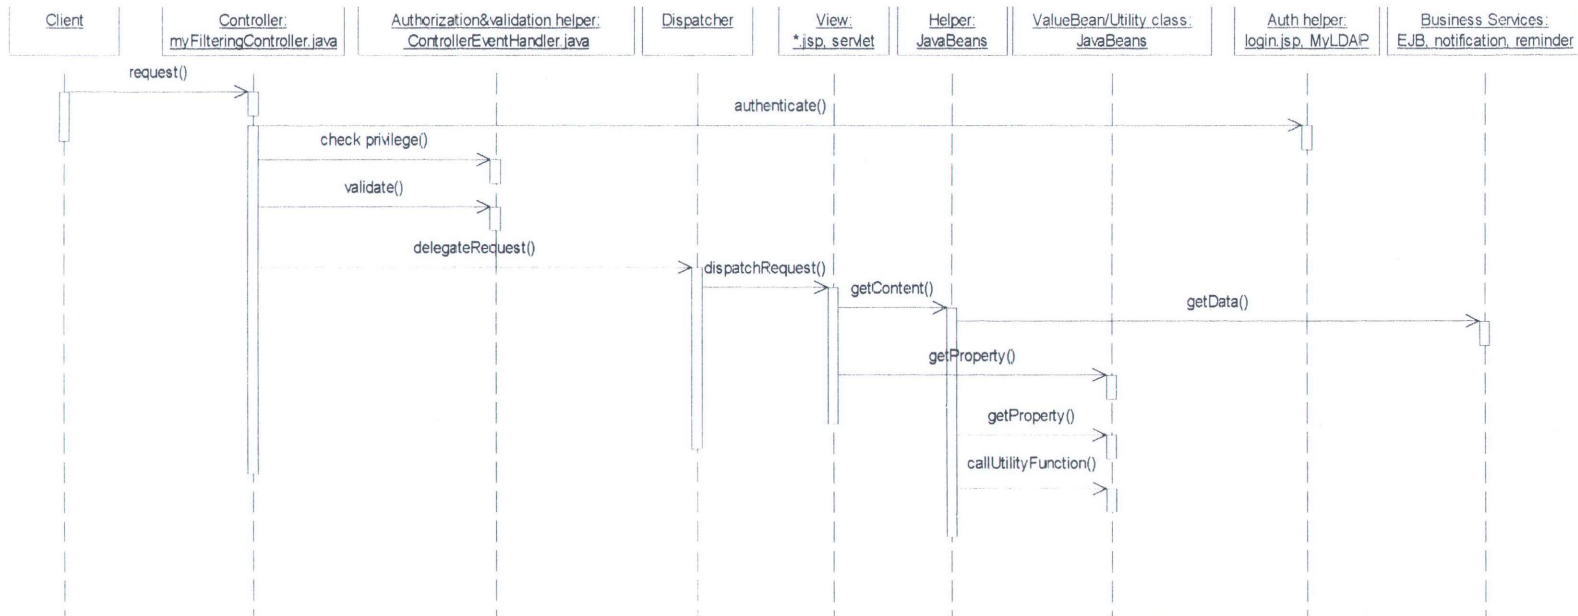 Client
Controller:
myFilteringController.java
Authorization&validation helper:
ControllerEventHandler.java
Dispatcher
View:
*.jsp, servlet
Helper:
JavaBeans
ValueBean/Utility class:
JavaBeans
Auth helper:
login.jsp, MyLDAP
Business Services:
EJB, notification, reminder
request()
authenticate()
check privilege()
validate()
delegateRequest()
dispatchRequest()
getContent()
getData()
getProperty()
getProperty()
callUtilityFunction()